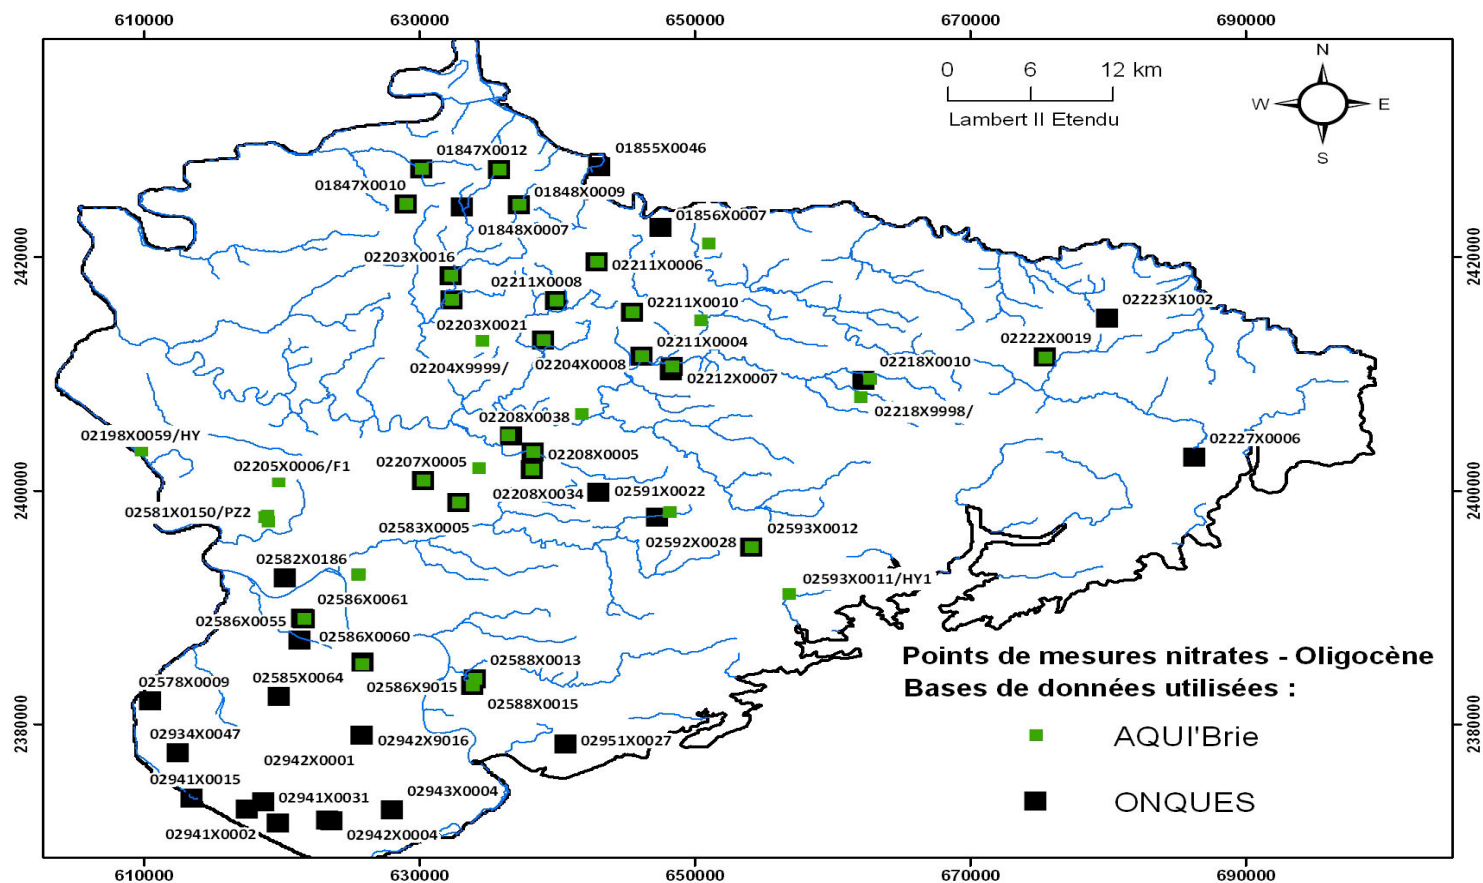 610000
630000
650000
670000
690000
0 6 12 km
Lambert II Etendu
N
W E
S
2420000
2400000
2380000
2420000
2400000
2380000
01847X0012
01855X0046
01847X0010
01848X0009
01848X0007
01856X0007
02203X0016
02211X0006
02211X0008
02211X0010
02223X1002
02203X0021
02211X0004
02222X0019
02204X9999/
02204X0008
02212X0007
02218X0010
02218X9998/
02208X0038
02198X0059/HY
02227X0006
02205X0006/F1
02207X0005
02208X0005
02208X0034
02591X0022
02581X0150/PZ2
02583X0005
02592X0028
02593X0012
02582X0186
02593X0011/HY1
02586X0061
02586X0055
02586X0060
02588X0013
02585X0064
02586X9015
02578X0009
02588X0015
02934X0047
02942X9016
02951X0027
02942X0001
02941X0015
02941X0031
02943X0004
02941X0002
02942X0004
Points de mesures nitrates - Oligocène
Bases de données utilisées :
AQUI'Brie
ONQUES
610000
630000
650000
670000
690000